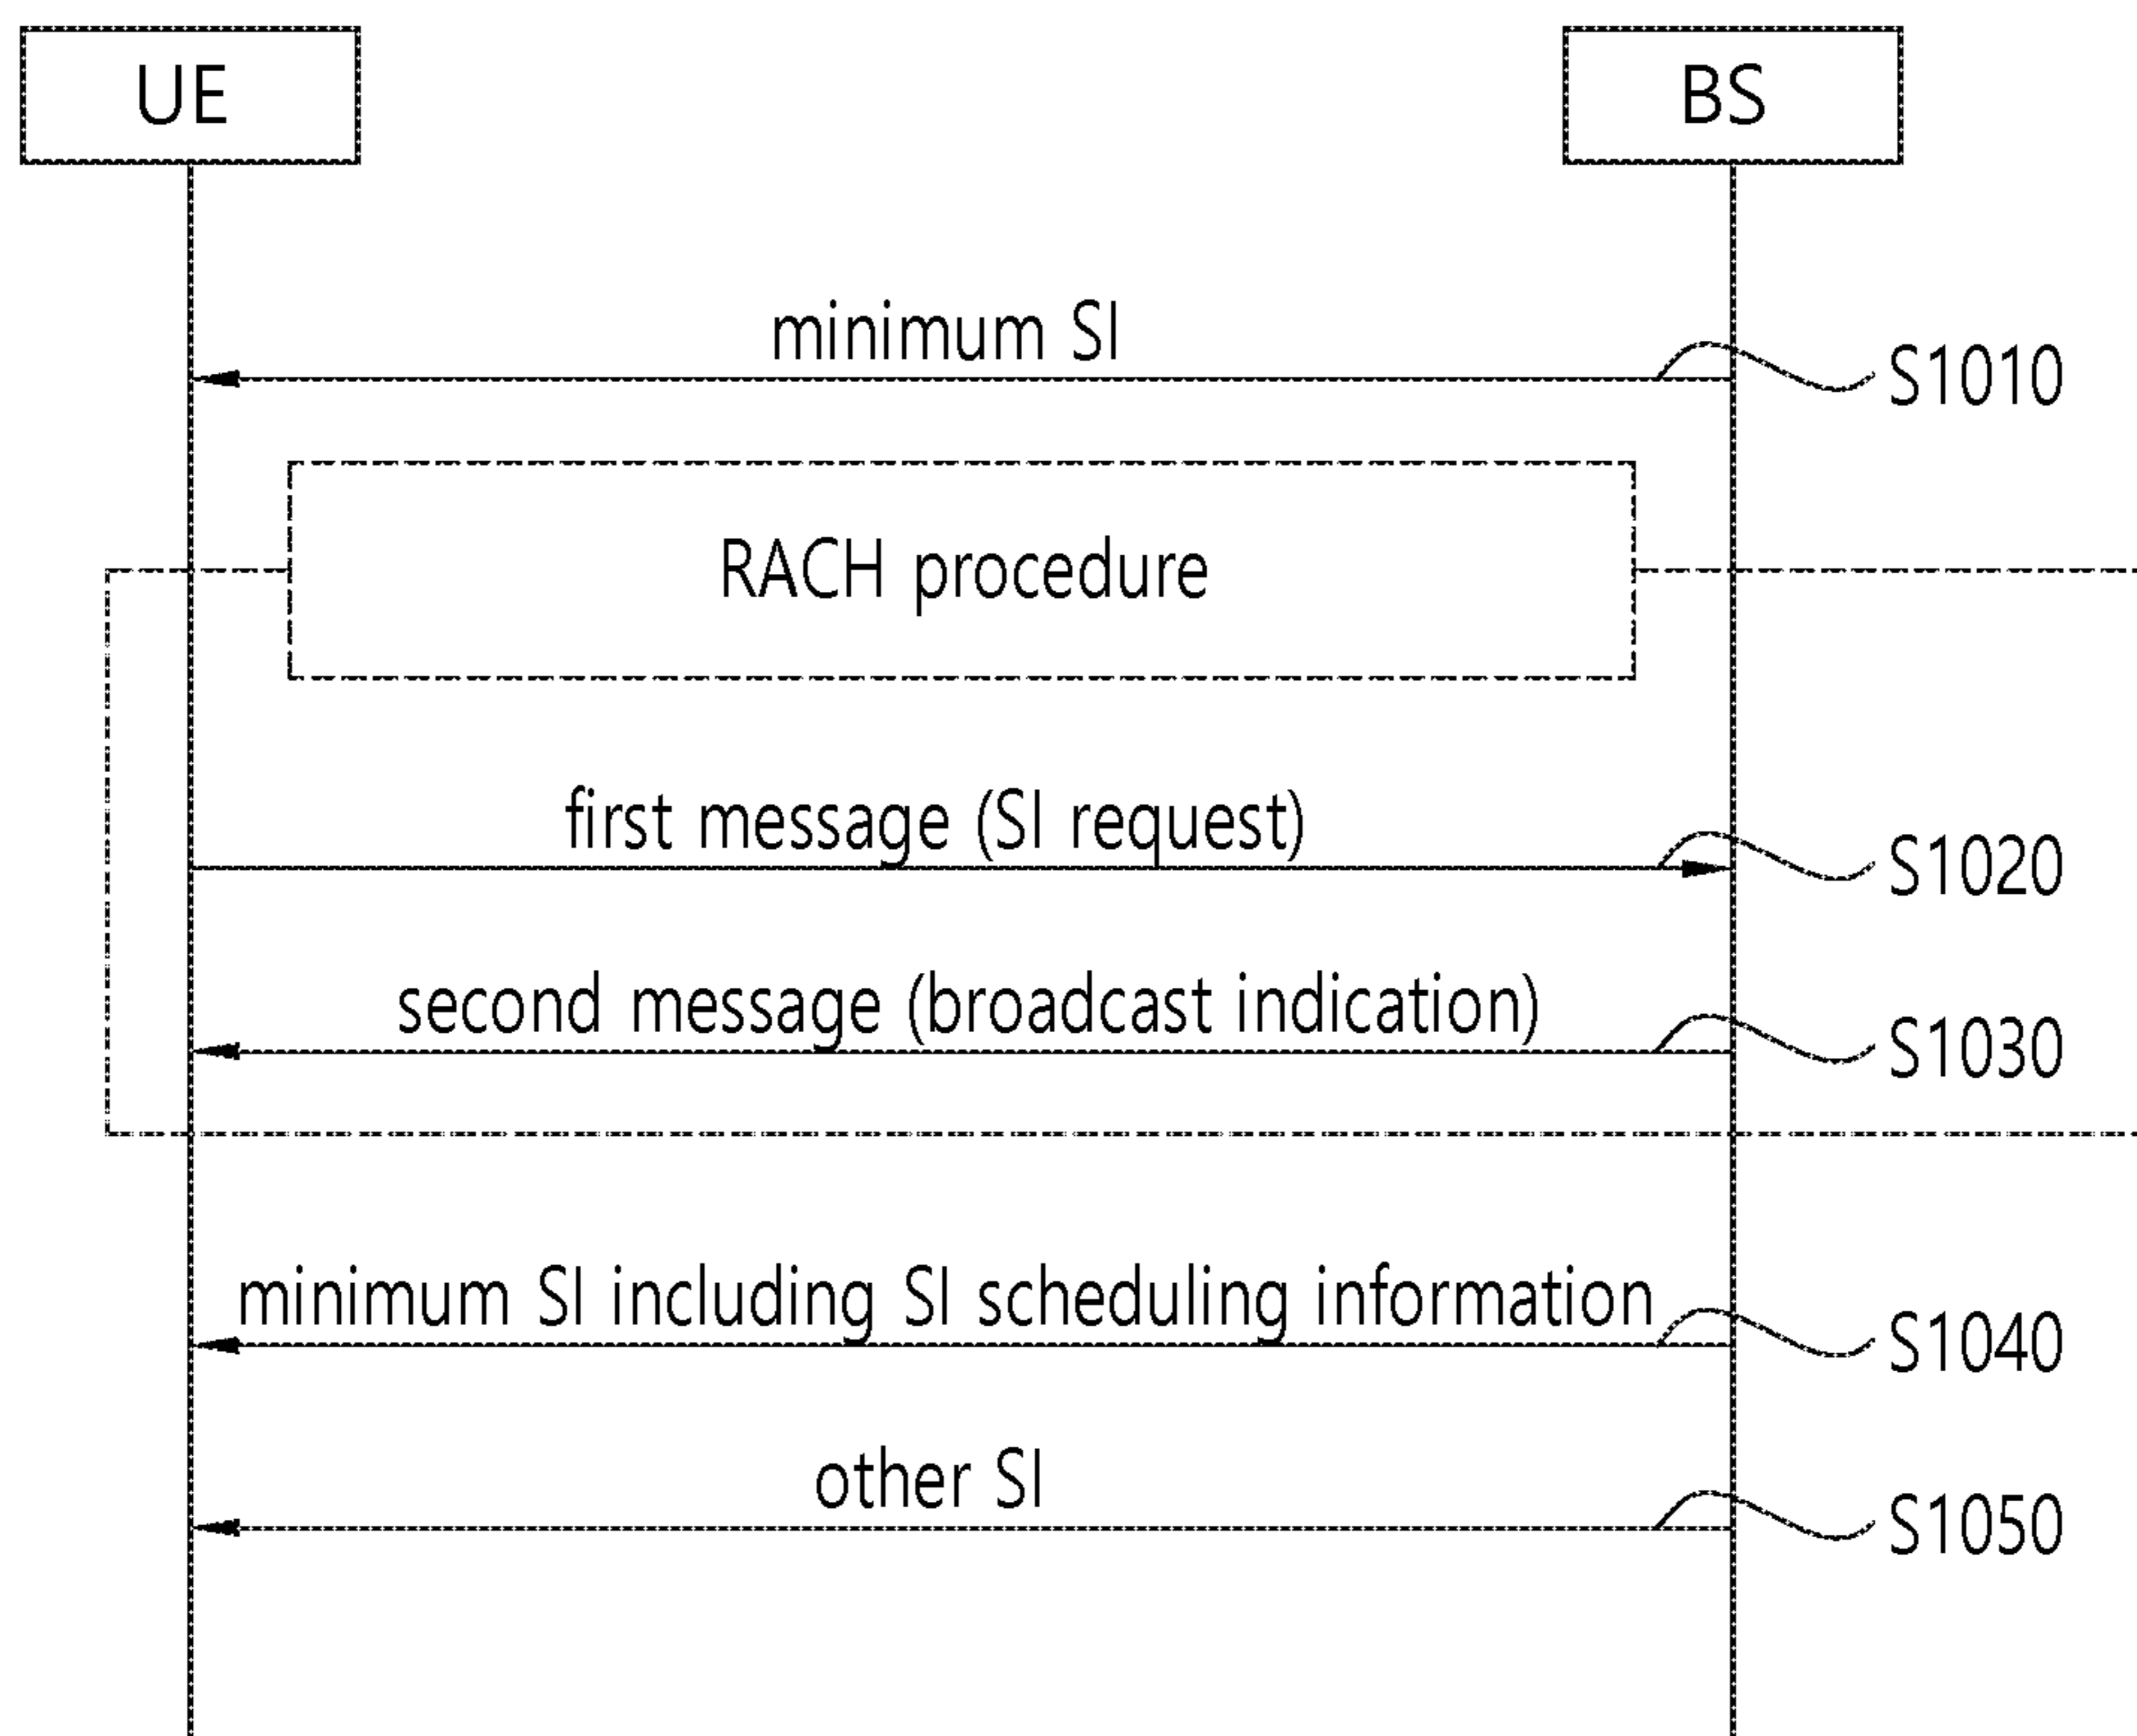 UE
BS
minimum SI
S1010
RACH procedure
first message (SI request)
S1020
second message (broadcast indication)
S1030
minimum SI including SI scheduling information
S1040
other SI
S1050